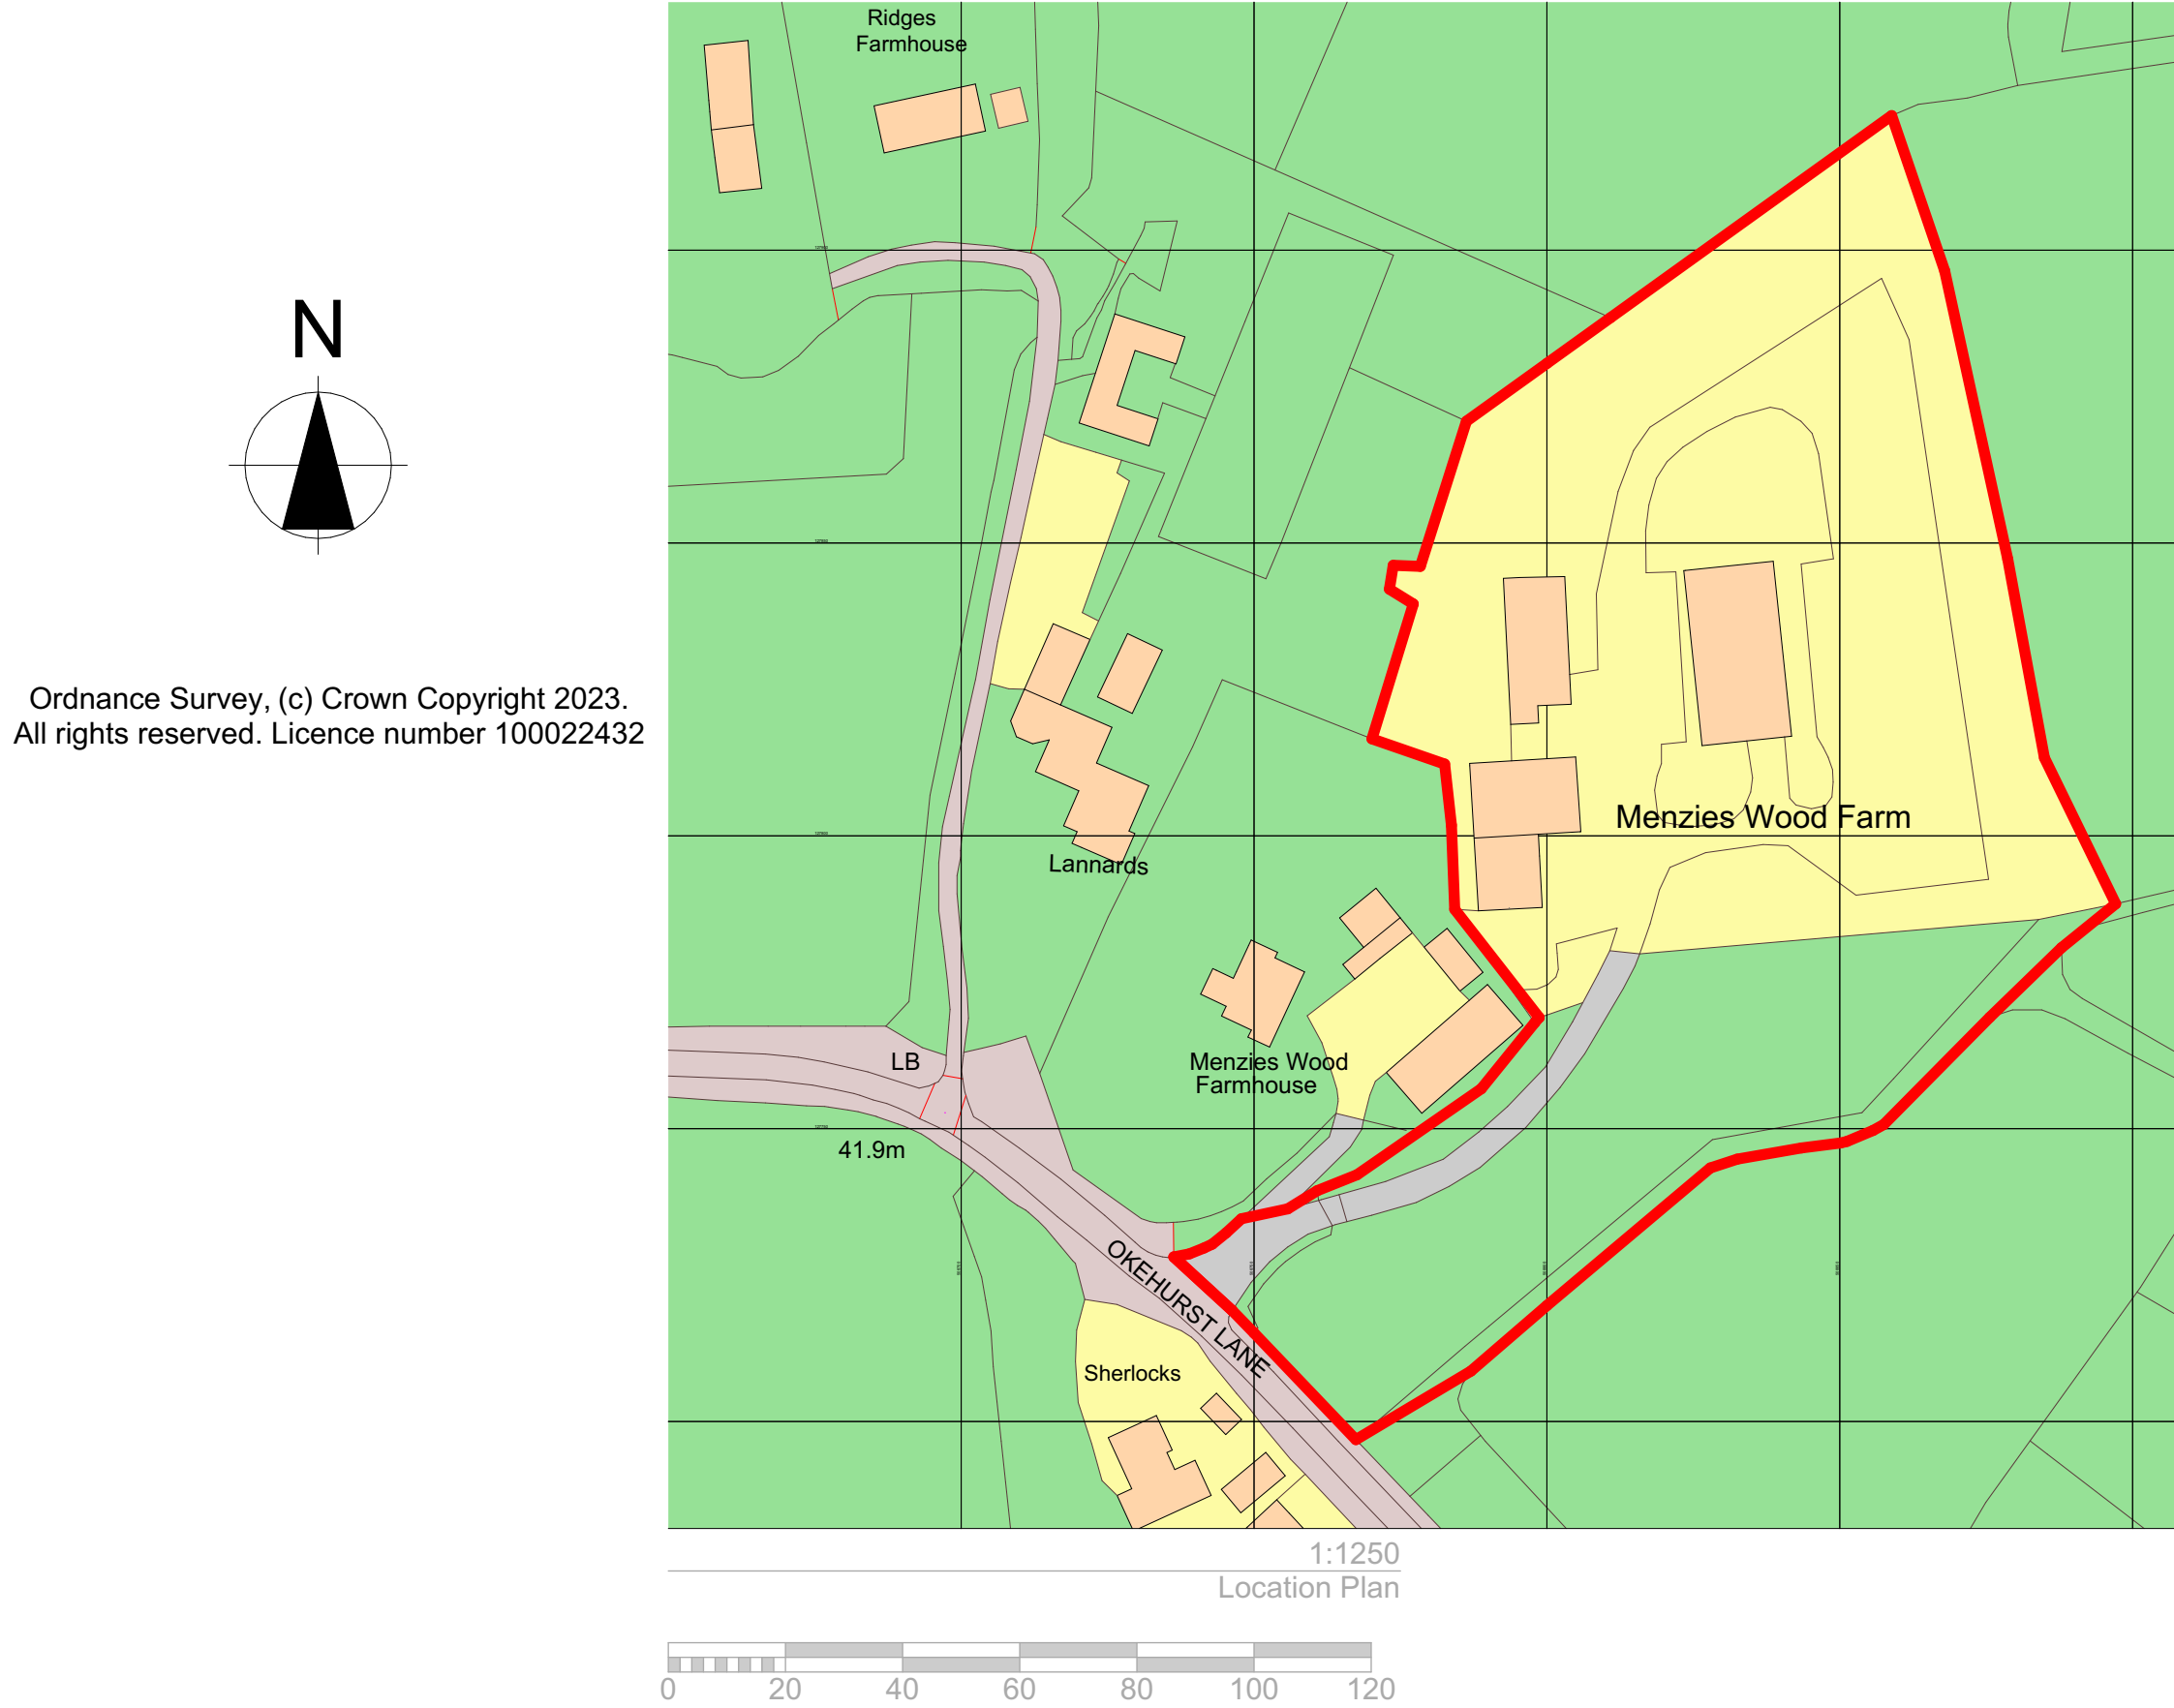 Ridges
Farmhouse
N
Ordnance Survey, (c) Crown Copyright 2023.
All rights reserved. Licence number 100022432
Menzies Wood Farm
Lannards
LB
Menzies Wood
Farmhouse
41.9m
OKEHURST LANE
Sherlocks
1:1250
Location Plan
0 20 40 60 80 100 120